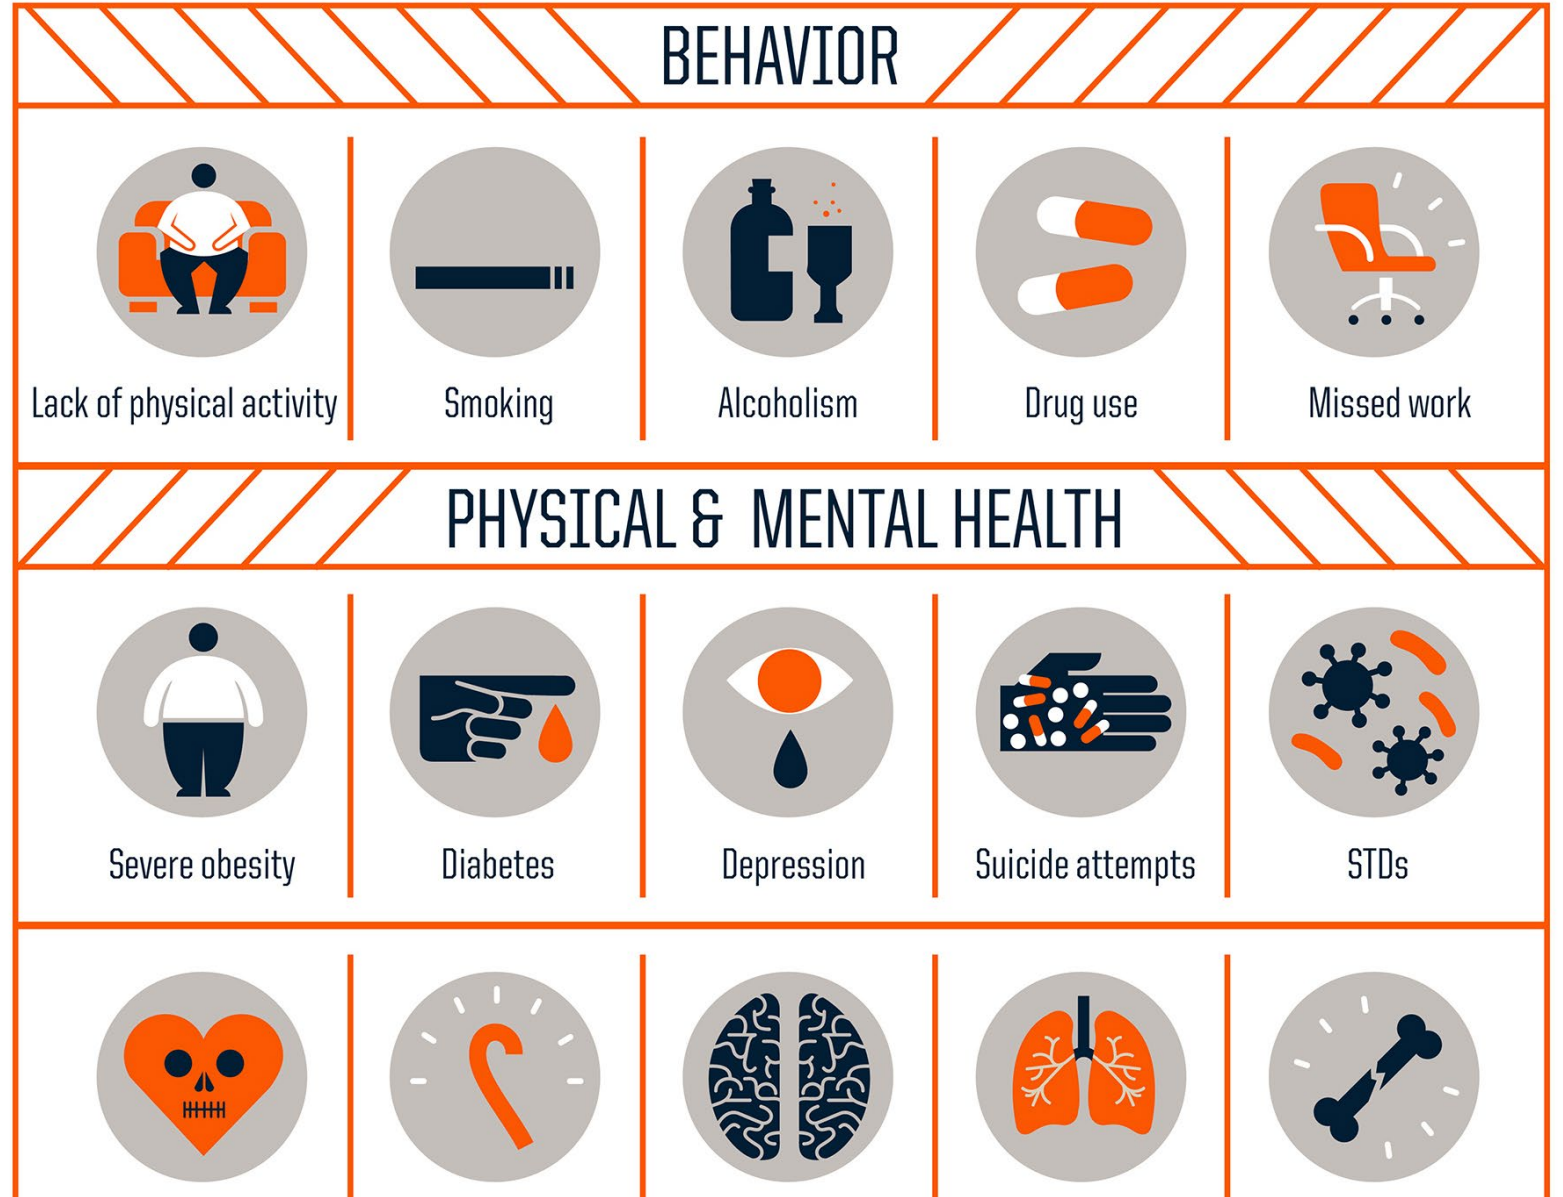 BEHAVIOR
Lack of physical activity
Smoking
Alcoholism
Drug use
Missed work
PHYSICAL & MENTAL HEALTH
Severe obesity
Diabetes
Depression
Suicide attempts
STDs